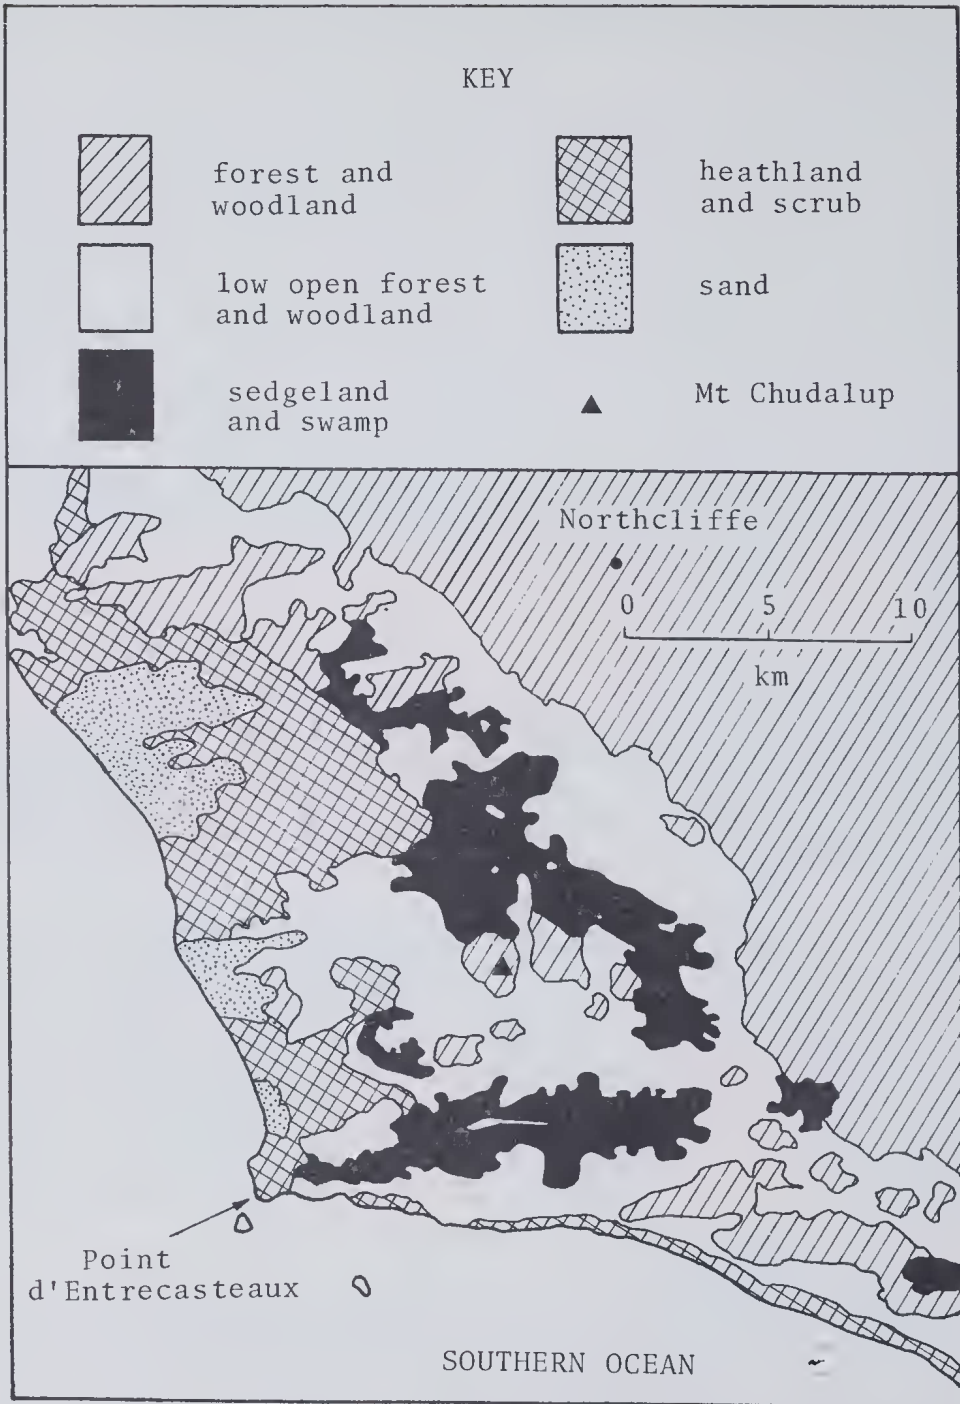 KEY
forest and
woodland
heathland
and scrub
low open forest
and woodland
sand
sedgeland
and swamp
Mt Chudalup
Northcliffe
0 5 10
km
Point
d'Entrecasteaux
SOUTHERN OCEAN